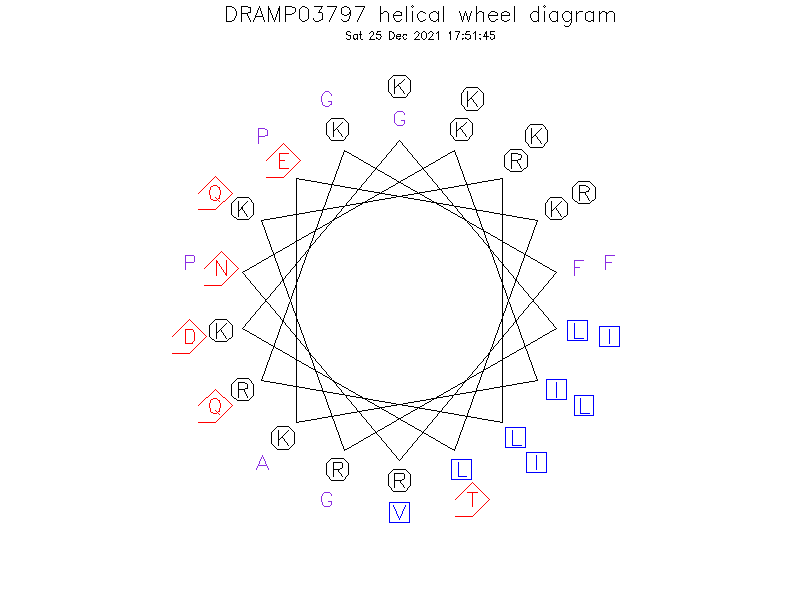 DRAMP03797 helical wheel diagram
Sat 25 Dec 2021 17:51:45
K
G K
K G K
P K
E R
Q K K R
P N F F
D K L I
Q R I L
K L
A I
R L
G R T
V